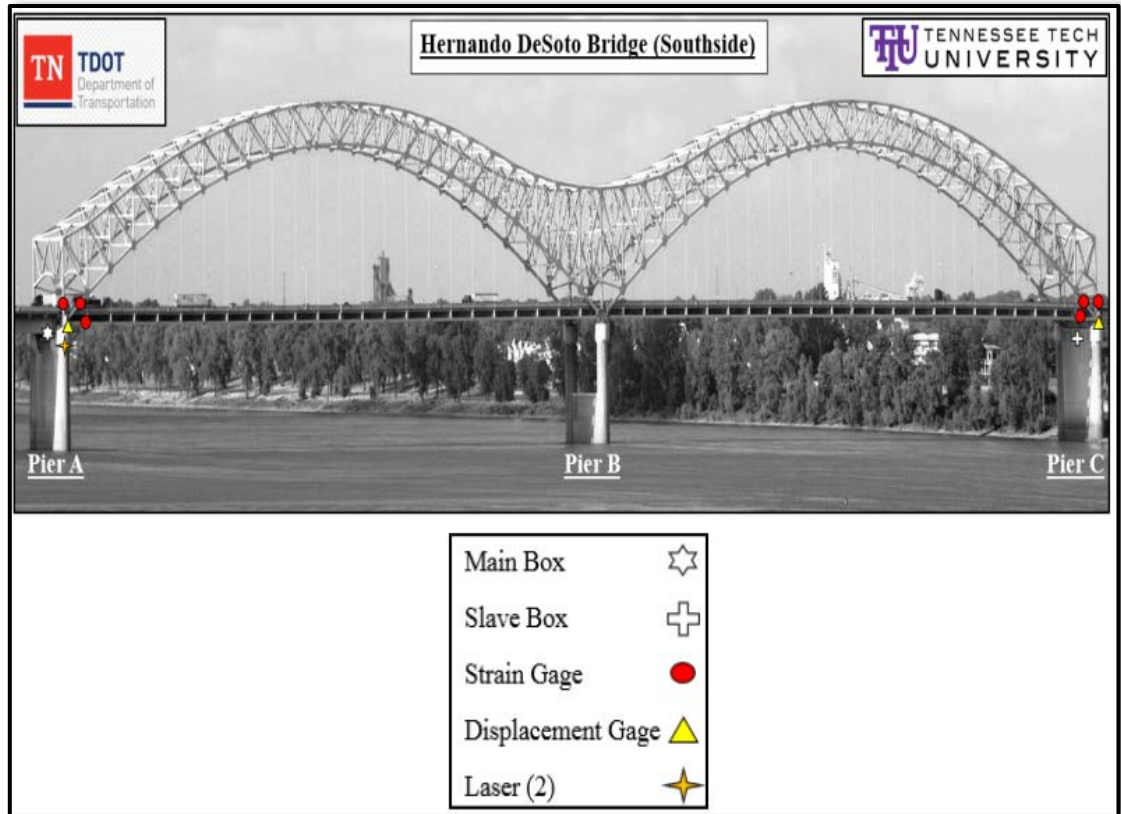 TN
TDOT
Department of
Transportation
Hernando DeSoto Bridge (Southside)
TTU
TENNESSEE TECH
UNIVERSITY
Pier A
Pier B
Pier C
Main Box
Slave Box
Strain Gage
Displacement Gage
Laser (2)